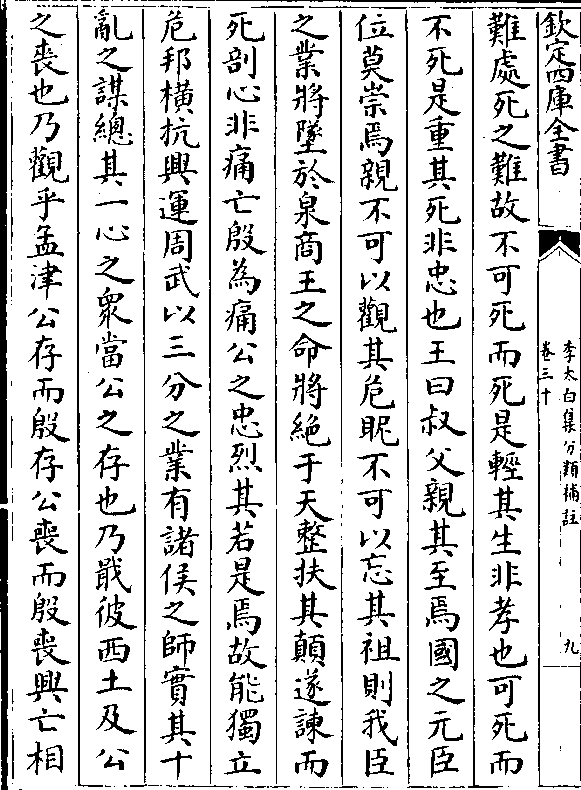 欽定四庫全書
李太白集分類補註
卷三十
九
難處死之難故不可死而死是輕其生非孝也可死而
不死是重其死非忠也王曰叔父親其至焉國之元臣
位莫崇焉親不可以觀其危昵不可以忘其祖則我臣
之業將墜於泉商王之命將絶于天整扶其顛遂諫而
死剖心非痛亡殷為痛公之忠烈其若是焉故能獨立
危邦橫抗興運周武以三分之業有諸侯之師實其十
亂之謀總其一心之衆當公之存也乃戢彼西土及公
之喪也乃觀乎孟津公存而殷存公喪而殷喪興亡相